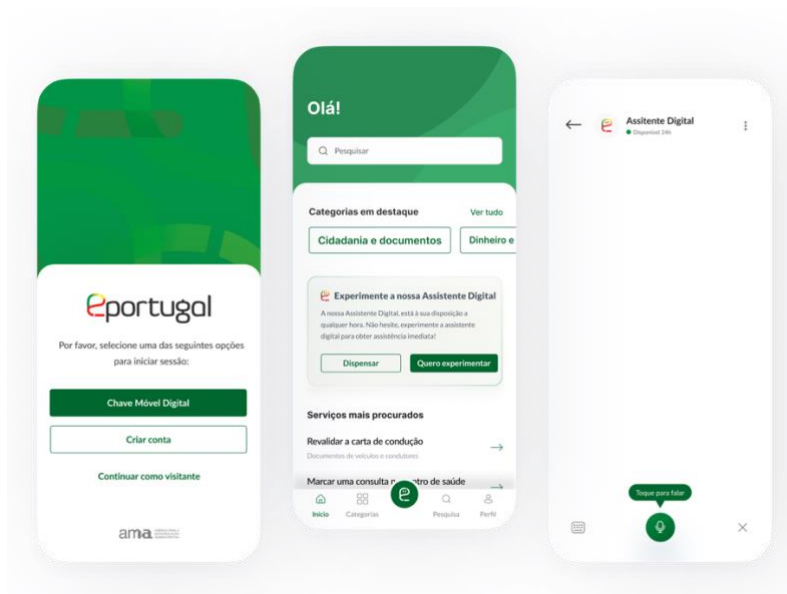 eportugal
Por favor, selecione uma das seguintes opções
para iniciar sessão:
Chave Móvel Digital
Criar conta
Continuar como visitante
ama
Olá!
Pesquisar
Categorias em destaque
Ver tudo
Cidadania e documentos
Dinheiro e
Experimente a nossa Assistente Digital
A nossa Assistente Digital, está à sua disposição a
qualquer hora. Não hesite, experimente a assistente
digital para obter assistência imediata!
Dispensar
Quero experimentar
Serviços mais procurados
Revalidar a carta de condução
Documentos de veículos e condutores
Marcar uma consulta n ntro de saúde
Início
Categorias
Pesquisa
Perfil
Assitente Digital
Disponível 24h
Toque para falar